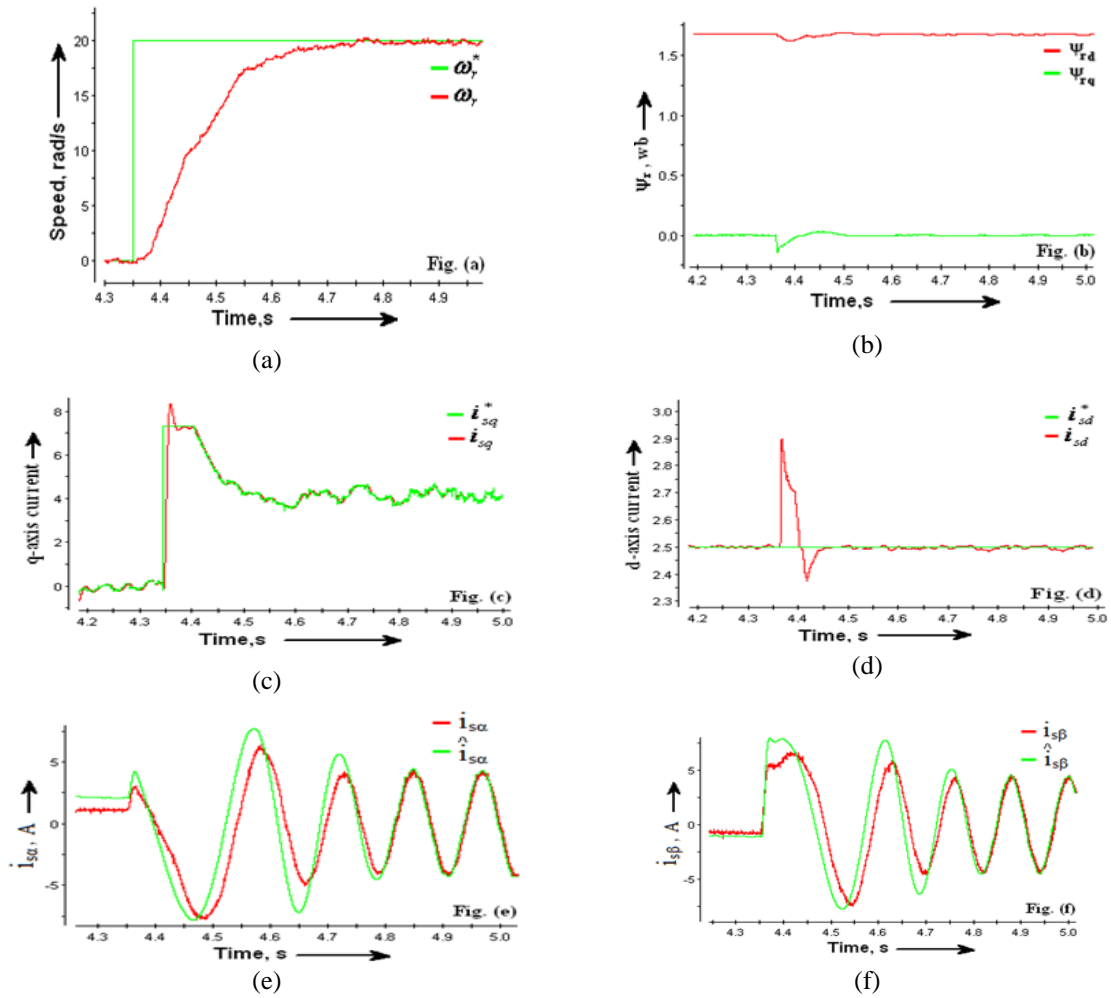 20
15
10
5
0
Speed, rad/s
ω*r
ωr
Fig. (a)
4.3 4.4 4.5 4.6 4.7 4.8 4.9
Time,s
(a)
1.5
1.0
0.5
0.0
Ψr , wb
Ψrd
Ψrq
Fig. (b)
4.2 4.3 4.4 4.5 4.6 4.7 4.8 4.9 5.0
Time,s
(b)
8
6
4
2
0
q-axis current
i*sq
isq
Fig. (c)
4.2 4.3 4.4 4.5 4.6 4.7 4.8 4.9 5.0
Time, s
(c)
3.0
2.9
2.8
2.7
2.6
2.5
2.4
2.3
d-axis current
i*sd
isd
Fig. (d)
4.2 4.3 4.4 4.5 4.6 4.7 4.8 4.9 5.0
Time, s
(d)
5
0
-5
isα , A
isα
îsα
Fig. (e)
4.3 4.4 4.5 4.6 4.7 4.8 4.9 5.0
Time, s
(e)
5
0
-5
isβ , A
isβ
îsβ
Fig. (f)
4.3 4.4 4.5 4.6 4.7 4.8 4.9 5.0
Time, s
(f)